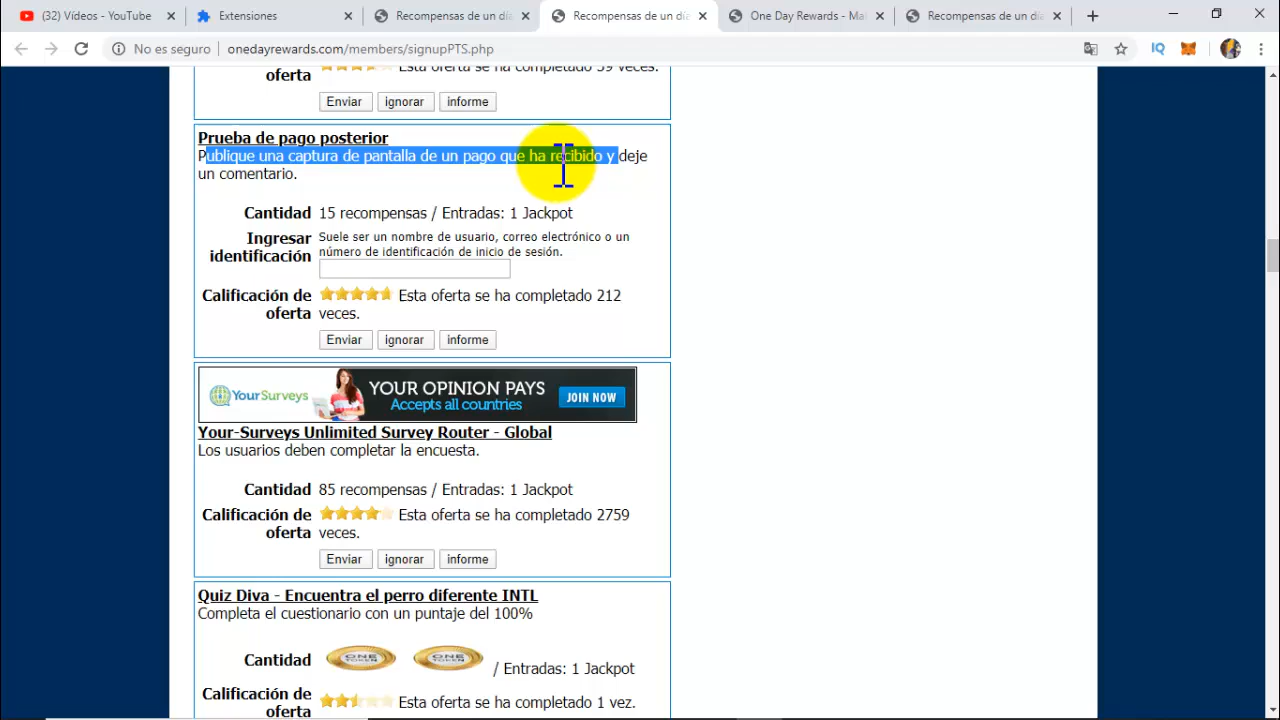 (32) Vídeos - YouTube
Extensiones
Recompensas de un día
Recompensas de un día
One Day Rewards - Mal
Recompensas de un día
No es seguro
onedayrewards.com/members/signupPTS.php
IQ
oferta Esta oferta se ha completado 59 veces.
Enviar ignorar informe
Prueba de pago posterior
Publique una captura de pantalla de un pago que ha recibido y deje
un comentario.
Cantidad 15 recompensas / Entradas: 1 Jackpot
Ingresar Suele ser un nombre de usuario, correo electrónico o un
identificación número de identificación de inicio de sesión.
Calificación de Esta oferta se ha completado 212
oferta veces.
Enviar ignorar informe
YourSurveys
YOUR OPINION PAYS
Accepts all countries
JOIN NOW
Your-Surveys Unlimited Survey Router - Global
Los usuarios deben completar la encuesta.
Cantidad 85 recompensas / Entradas: 1 Jackpot
Calificación de Esta oferta se ha completado 2759
oferta veces.
Enviar ignorar informe
Quiz Diva - Encuentra el perro diferente INTL
Completa el cuestionario con un puntaje del 100%
Cantidad ONE TOKEN ONE TOKEN / Entradas: 1 Jackpot
Calificación de Esta oferta se ha completado 1 vez.
oferta